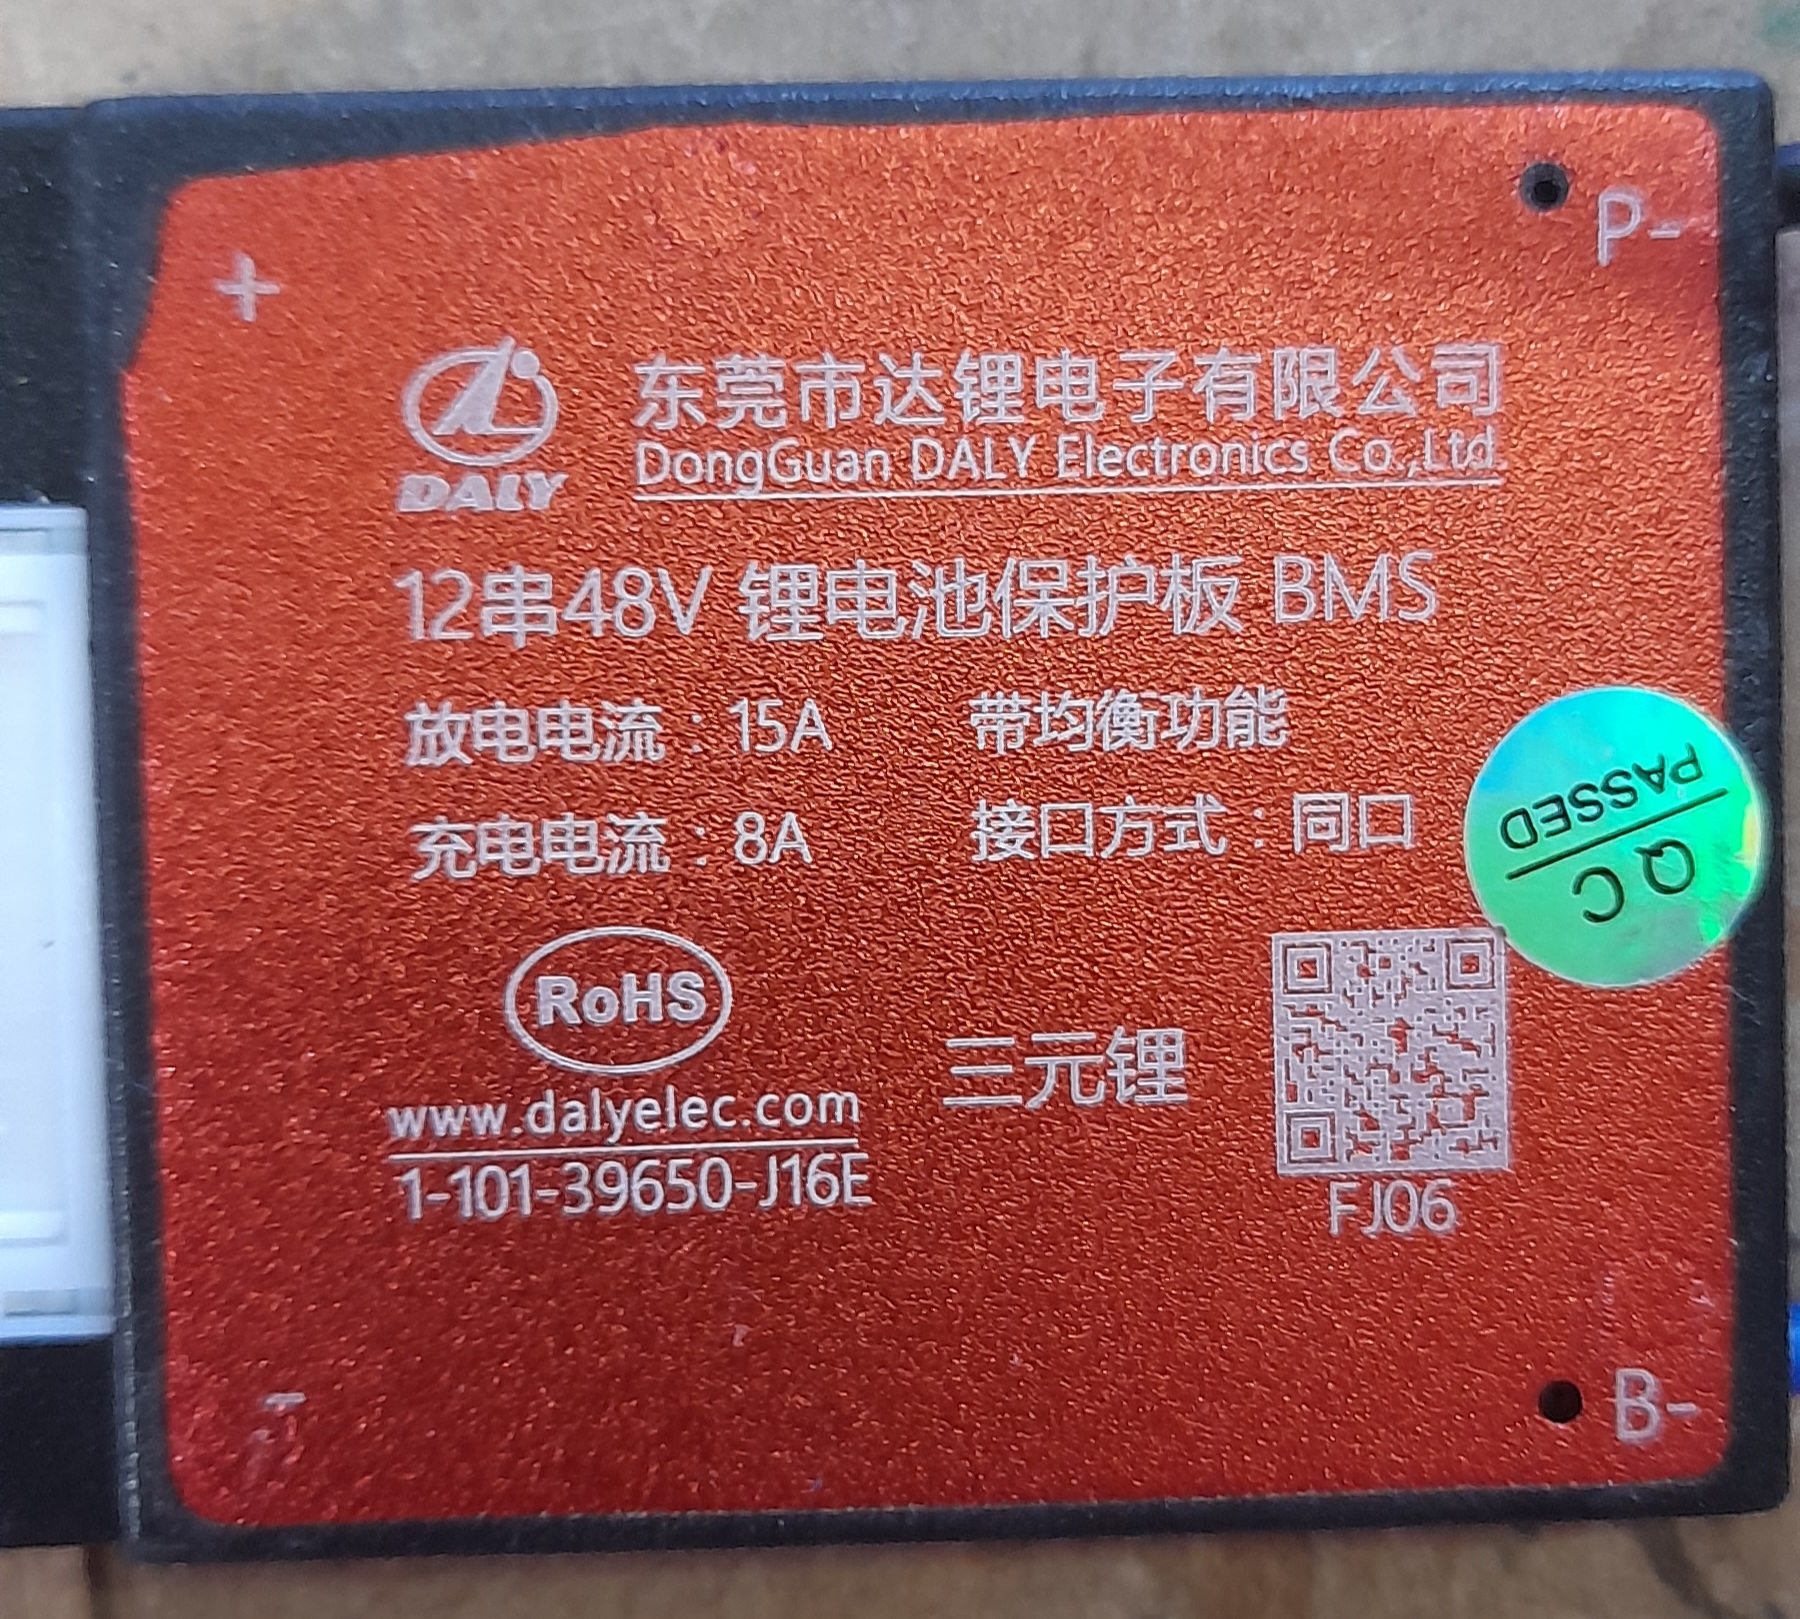 P-
+
东莞市达锂电子有限公司
DongGuan DALY Electronics Co.,Ltd.
DALY
12串48V 锂电池保护板 BMS
放电电流：15A 带均衡功能
充电电流：8A 接口方式：同口
QC
PASSED
RoHS
三元锂
www.dalyelec.com
1-101-39650-J16E
FJ06
-
B-